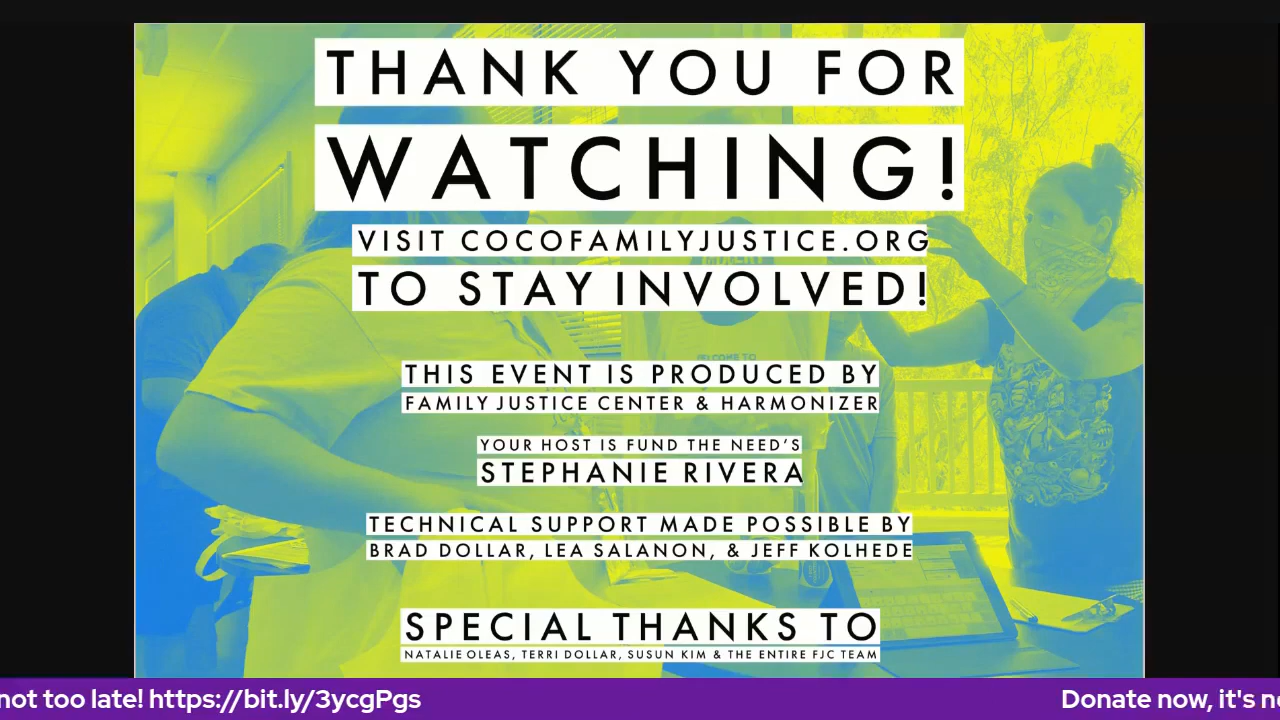 THANK YOU FOR
WATCHING!
VISIT COCOFAMILYJUSTICE.ORG
TO STAY INVOLVED!
WELCOME TO
THIS EVENT IS PRODUCED BY
FAMILY JUSTICE CENTER & HARMONIZER
YOUR HOST IS FUND THE NEED'S
STEPHANIE RIVERA
TECHNICAL SUPPORT MADE POSSIBLE BY
BRAD DOLLAR, LEA SALANON, & JEFF KOLHEDE
SPECIAL THANKS TO
NATALIE OLEAS, TERRI DOLLAR, SUSUN KIM & THE ENTIRE FJC TEAM
not too late! https://bit.ly/3ycgPgs Donate now, it's